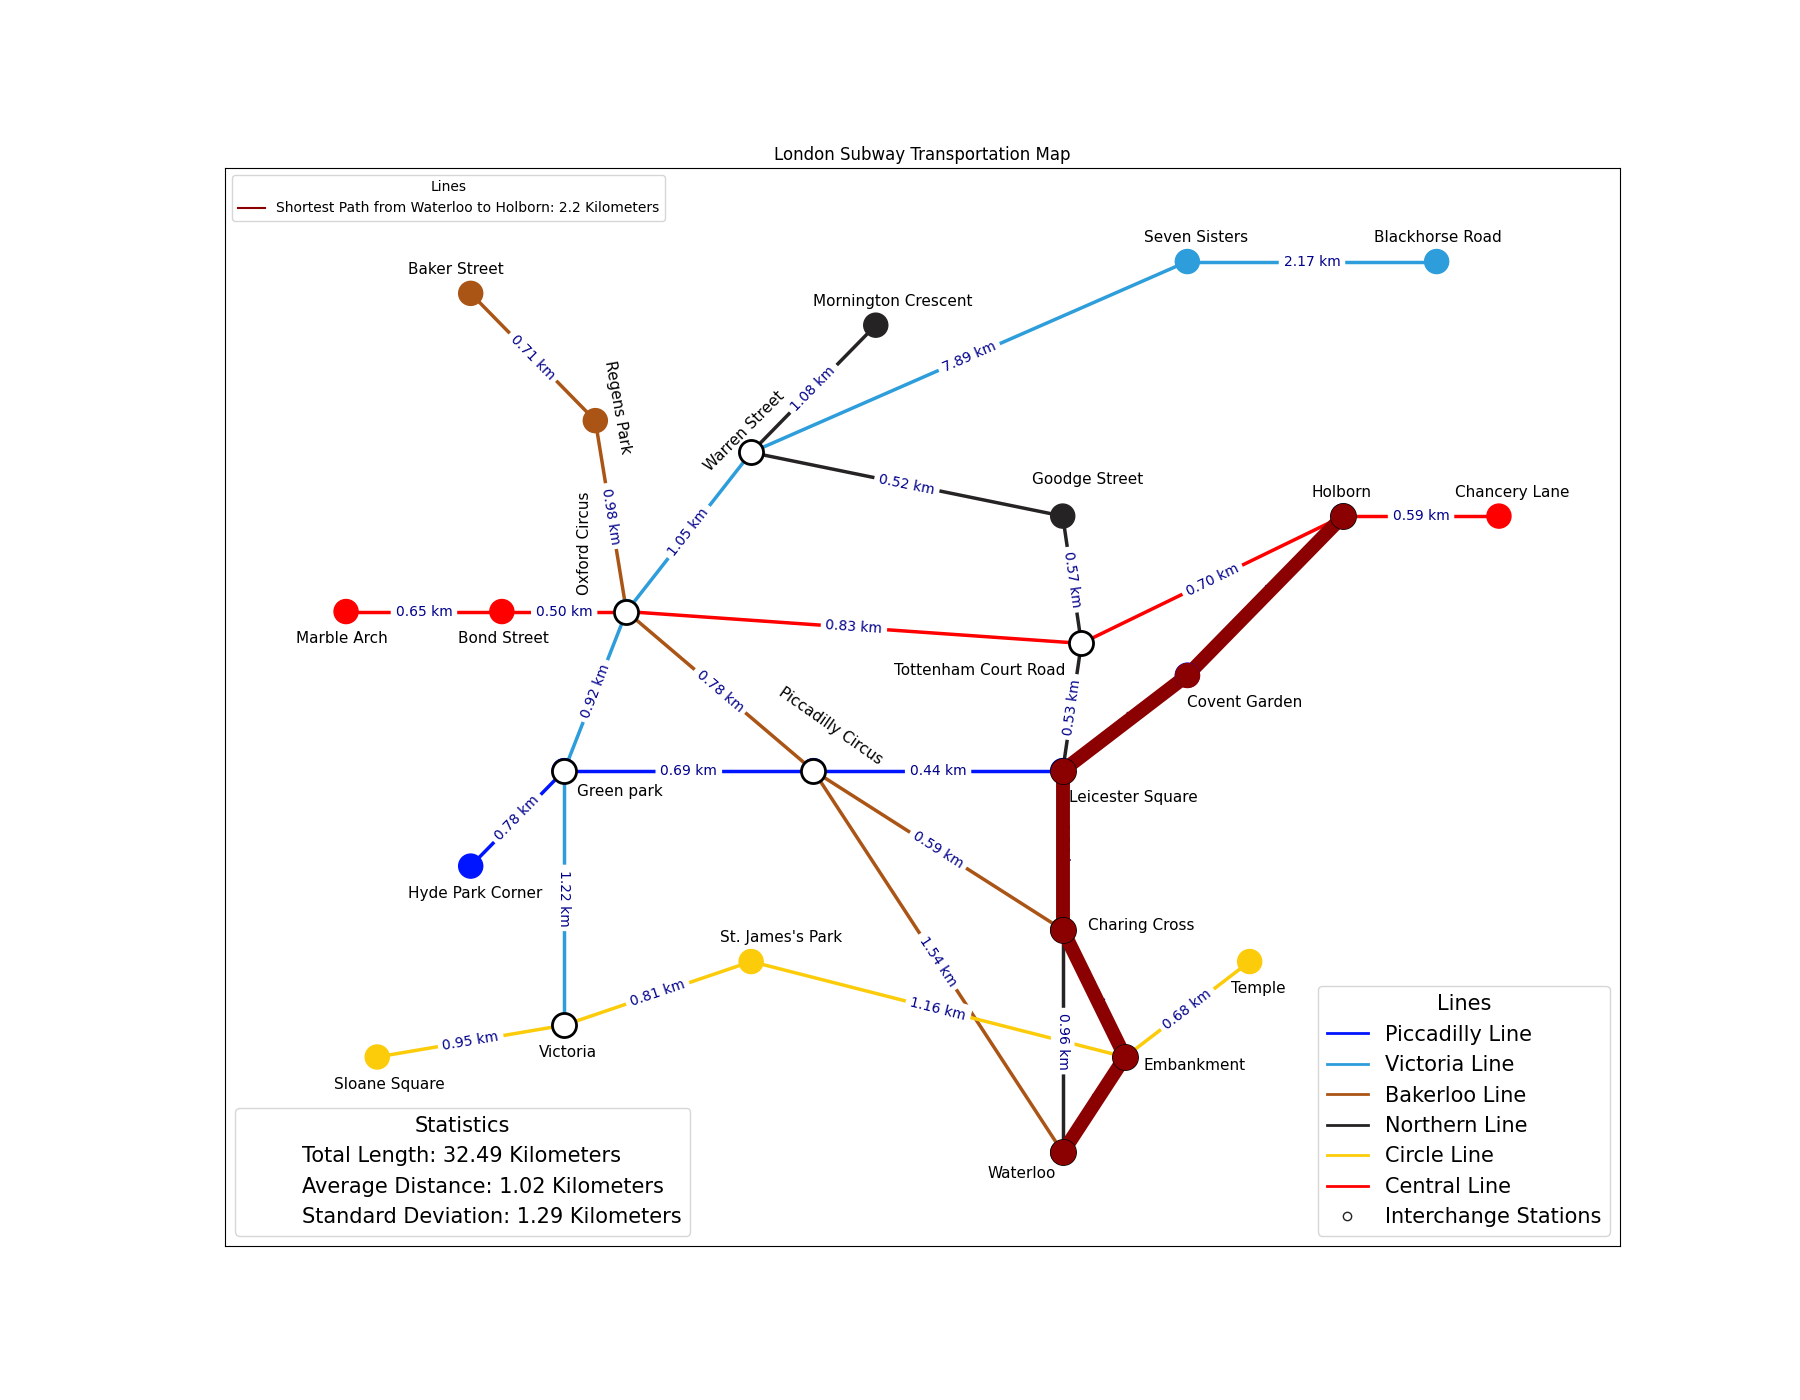 London Subway Transportation Map
Lines
Shortest Path from Waterloo to Holborn: 2.2 Kilometers
Seven Sisters
Blackhorse Road
2.17 km
Baker Street
Mornington Crescent
0.71 km
7.89 km
1.08 km
Regens Park
Warren Street
0.52 km
Goodge Street
Holborn
Chancery Lane
0.59 km
0.98 km
1.05 km
Oxford Circus
0.57 km
0.70 km
0.65 km
0.50 km
0.83 km
Marble Arch
Bond Street
Tottenham Court Road
0.92 km
0.78 km
0.53 km
Covent Garden
Piccadilly Circus
0.69 km
0.44 km
Green park
Leicester Square
0.78 km
0.59 km
Hyde Park Corner
1.22 km
Charing Cross
St. James's Park
1.54 km
Temple
0.81 km
1.16 km
0.68 km
0.95 km
0.96 km
Victoria
Embankment
Sloane Square
Waterloo
Statistics
Total Length: 32.49 Kilometers
Average Distance: 1.02 Kilometers
Standard Deviation: 1.29 Kilometers
Lines
Piccadilly Line
Victoria Line
Bakerloo Line
Northern Line
Circle Line
Central Line
Interchange Stations